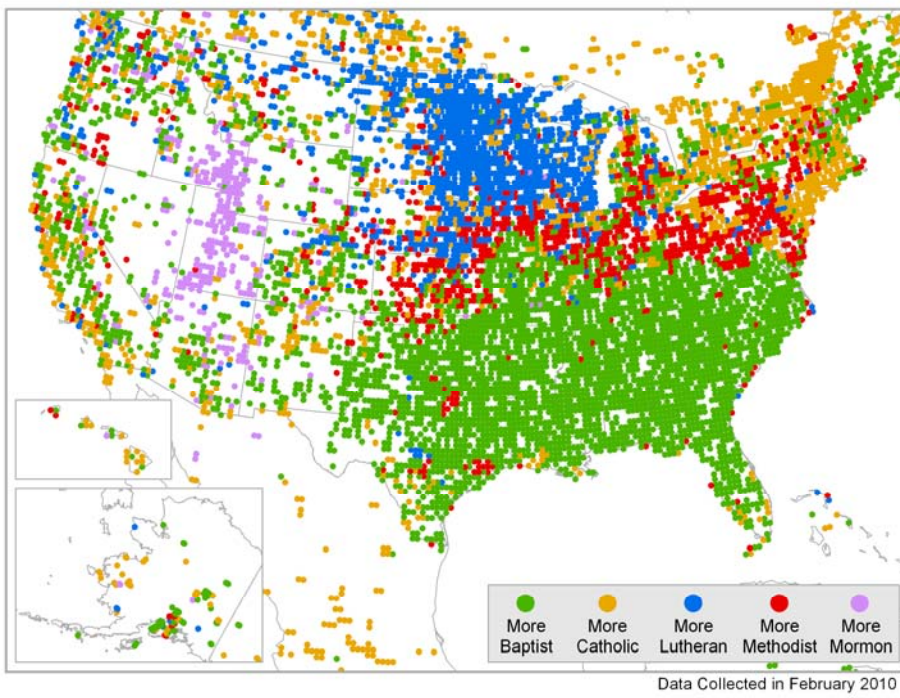 More Baptist
More Catholic
More Lutheran
More Methodist
More Mormon
Data Collected in February 2010